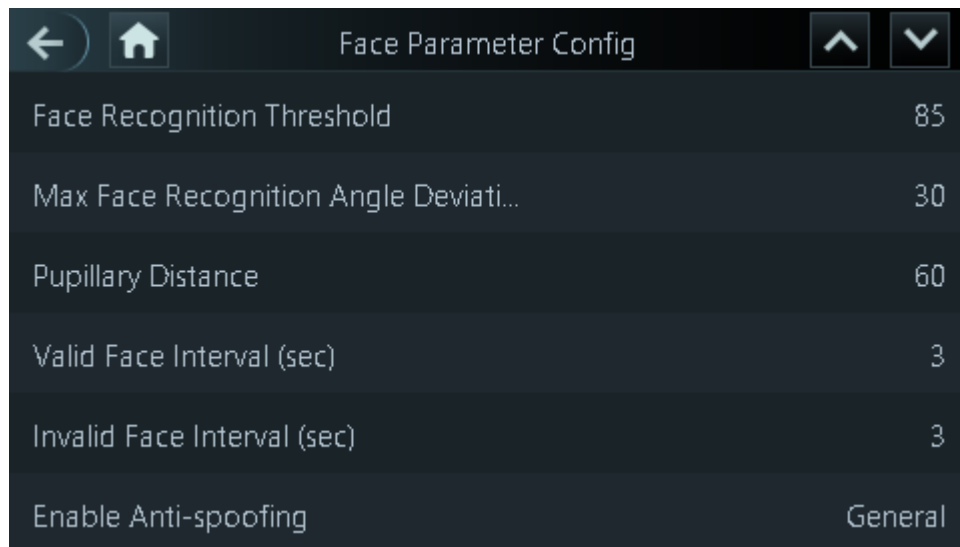 Face Parameter Config
Face Recognition Threshold 85
Max Face Recognition Angle Deviati... 30
Pupillary Distance 60
Valid Face Interval (sec) 3
Invalid Face Interval (sec) 3
Enable Anti-spoofing General